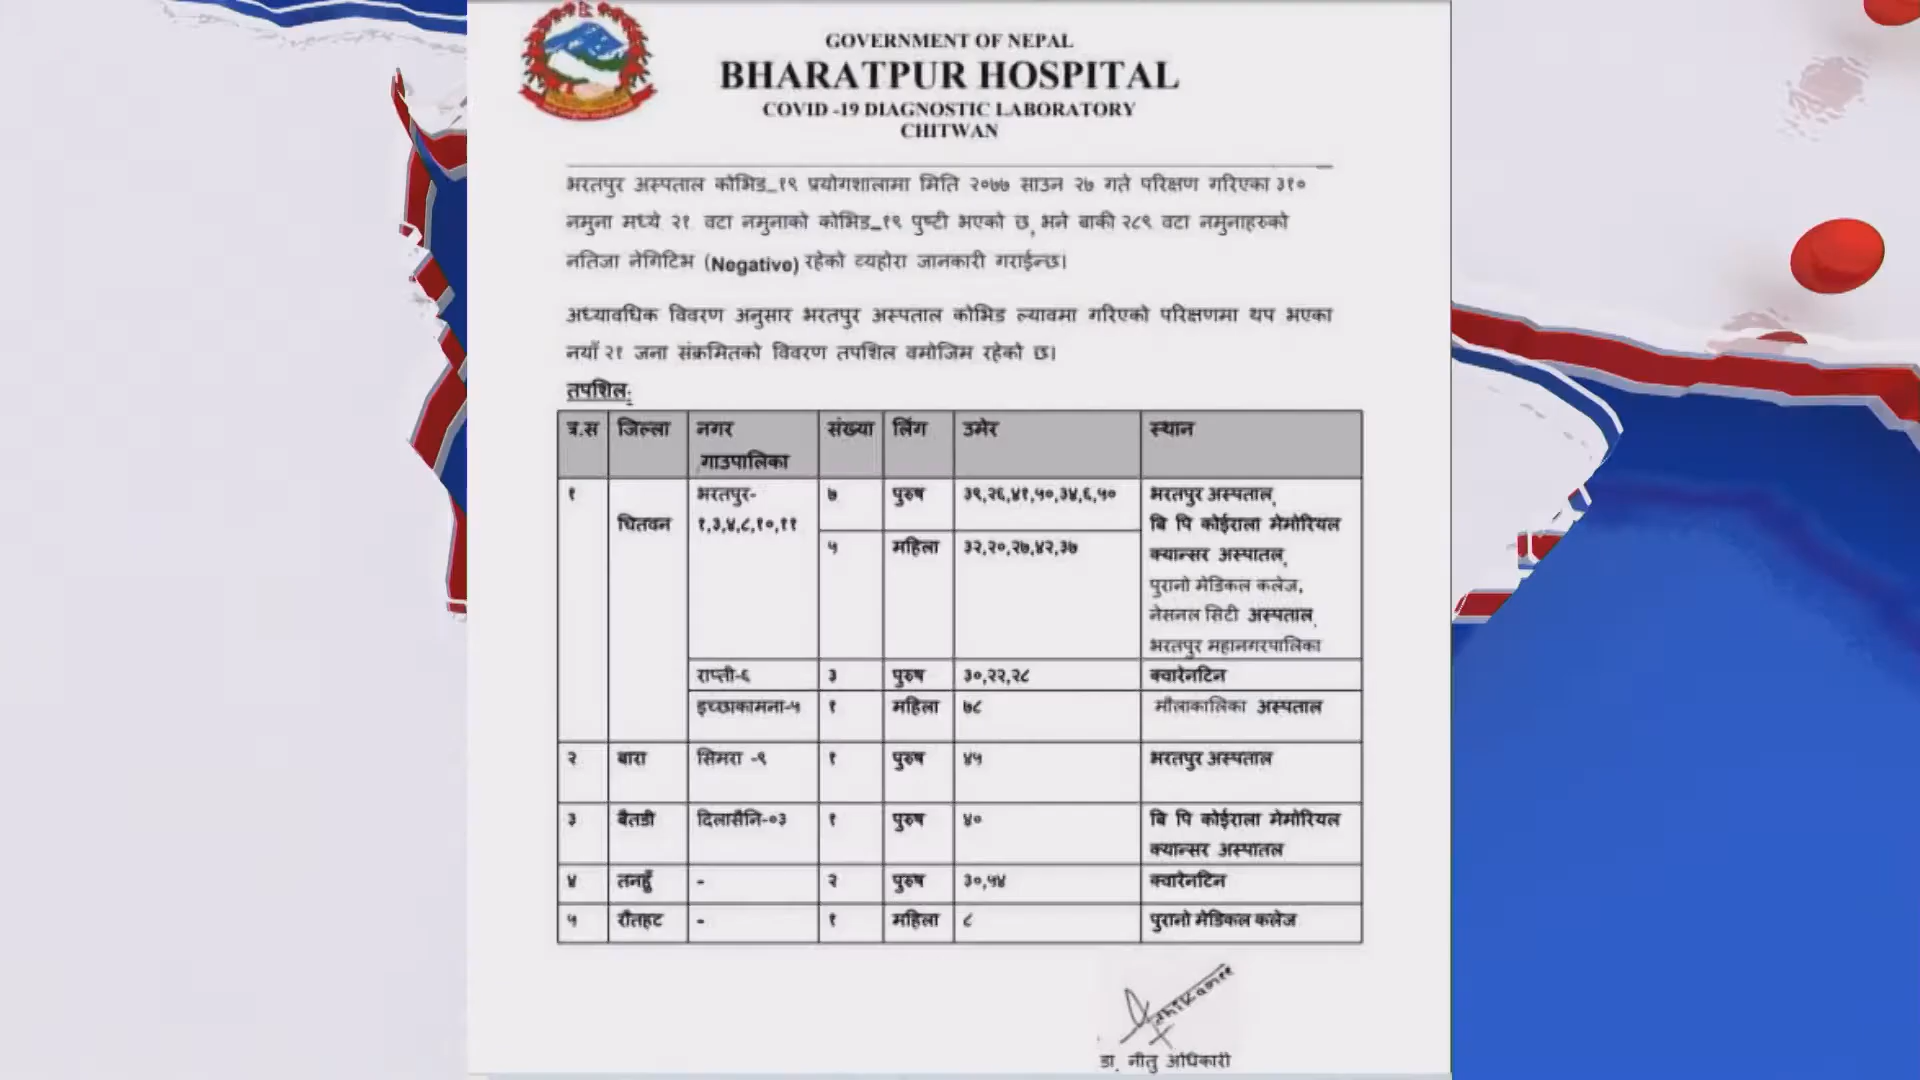 GOVERNMENT OF NEPAL
BHARATPUR HOSPITAL
COVID -19 DIAGNOSTIC LABORATORY
CHITWAN
भरतपुर अस्पताल कोभिड_१९ प्रयोगशालामा मिति २०७७ साउन २७ गते परिक्षण गरिएका ३१०
नमुना मध्ये २१ वटा नमुनाको कोभिड_१९ पुष्टी भएको छ, भने बाकी २८९ वटा नमुनाहरुको
नतिजा नेगिटिभ (Negative) रहेको व्यहोरा जानकारी गराईन्छ।
अध्यावधिक विवरण अनुसार भरतपुर अस्पताल कोभिड ल्यावमा गरिएको परिक्षणमा थप भएका
नयाँ २१ जना संक्रमितको विवरण तपशिल वमोजिम रहेको छ।
तपशिल:
त्र.स जिल्ला नगर संख्या लिंग उमेर स्थान
गाउपालिका
१ भरतपुर- ७ पुरुष ३९,२६,४१,५०,३४,६,५० भरतपुर अस्पताल,
चितवन १,३,४,८,१०,११ बि पि कोईराला मेमोरियल
५ महिला ३२,२०,२७,४२,३७ क्यान्सर अस्पातल,
पुरानो मेडिकल कलेज,
नेसनल सिटी अस्पताल,
भरतपुर महानगरपालिका
राप्ती-६ ३ पुरुष ३०,२२,२८ क्वारेनटिन
इच्छाकामना-५ १ महिला ७८ मौलाकालिका अस्पताल
२ बारा सिमरा -९ १ पुरुष ४५ भरतपुर अस्पताल
३ बैतडी दिलासैनि-०३ १ पुरुष ४० बि पि कोईराला मेमोरियल
क्यान्सर अस्पातल
४ तनहुँ - २ पुरुष ३०,५४ क्वारेनटिन
५ रौतहट - १ महिला ८ पुरानो मेडिकल कलेज
डा. नीतु अधिकारी